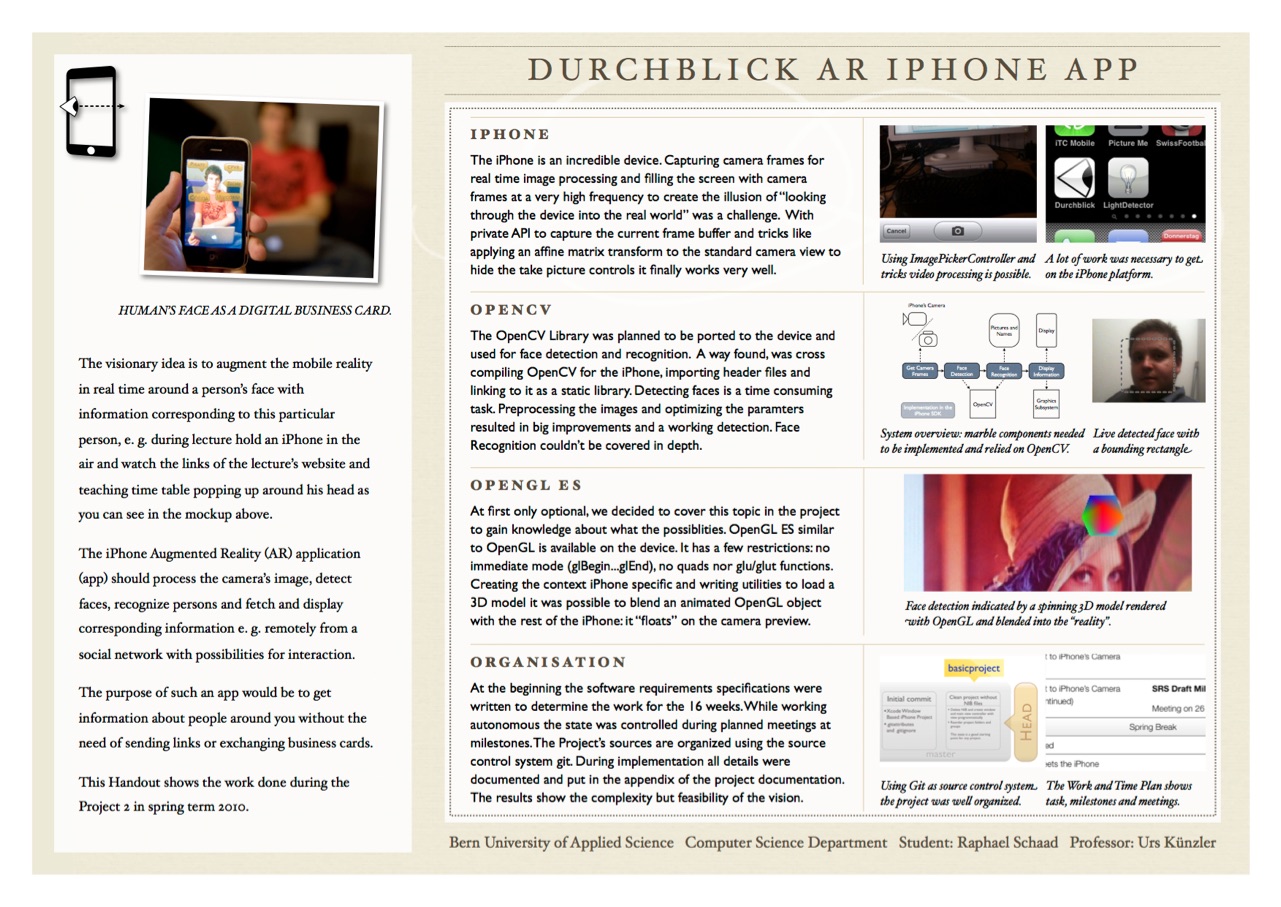 DURCHBLICK AR IPHONE APP
HUMAN'S FACE AS A DIGITAL BUSINESS CARD.
The visionary idea is to augment the mobile reality
in real time around a person's face with
information corresponding to this particular
person, e. g. during lecture hold an iPhone in the
air and watch the links of the lecture's website and
teaching time table popping up around his head as
you can see in the mockup above.
The iPhone Augmented Reality (AR) application
(app) should process the camera's image, detect
faces, recognize persons and fetch and display
corresponding information e. g. remotely from a
social network with possibilities for interaction.
The purpose of such an app would be to get
information about people around you without the
need of sending links or exchanging business cards.
This Handout shows the work done during the
Project 2 in spring term 2010.
IPHONE
The iPhone is an incredible device. Capturing camera frames for
real time image processing and filling the screen with camera
frames at a very high frequency to create the illusion of “looking
through the device into the real world” was a challenge. With
private API to capture the current frame buffer and tricks like
applying an affine matrix transform to the standard camera view to
hide the take picture controls it finally works very well.
Cancel
iTC Mobile
Picture Me
SwissFootbal
Durchblick
LightDetector
Donnerstag
Using ImagePickerController and
tricks video processing is possible.
A lot of work was necessary to get
on the iPhone platform.
OPENCV
The OpenCV Library was planned to be ported to the device and
used for face detection and recognition. A way found, was cross
compiling OpenCV for the iPhone, importing header files and
linking to it as a static library. Detecting faces is a time consuming
task. Preprocessing the images and optimizing the paramters
resulted in big improvements and a working detection. Face
Recognition couldn't be covered in depth.
iPhone's Camera
Pictures and
Names
Display
Get Camera
Frames
Face
Detection
Face
Recognition
Display
Information
Implementation in the
iPhone SDK
OpenCV
Graphics
Subsystem
System overview: marble components needed
to be implemented and relied on OpenCV.
Live detected face with
a bounding rectangle
OPENGL ES
At first only optional, we decided to cover this topic in the project
to gain knowledge about what the possiblities. OpenGL ES similar
to OpenGL is available on the device. It has a few restrictions: no
immediate mode (glBegin...glEnd), no quads nor glu/glut functions.
Creating the context iPhone specific and writing utilities to load a
3D model it was possible to blend an animated OpenGL object
with the rest of the iPhone: it “floats” on the camera preview.
Face detection indicated by a spinning 3D model rendered
with OpenGL and blended into the “reality”.
ORGANISATION
At the beginning the software requirements specifications were
written to determine the work for the 16 weeks. While working
autonomous the state was controlled during planned meetings at
milestones. The Project's sources are organized using the source
control system git. During implementation all details were
documented and put in the appendix of the project documentation.
The results show the complexity but feasibility of the vision.
basicproject
Initial commit
• Xcode Window
Based iPhone Project
• .gitattributes
and .gitignore
Clean project without
NIB files
master
HEAD
t to iPhone's Camera
t to iPhone's Camera
SRS Draft Mil
ntinued)
Meeting on 26
Spring Break
ed
eets the iPhone
Using Git as source control system
the project was well organized.
The Work and Time Plan shows
task, milestones and meetings.
Bern University of Applied Science Computer Science Department Student: Raphael Schaad Professor: Urs Künzler